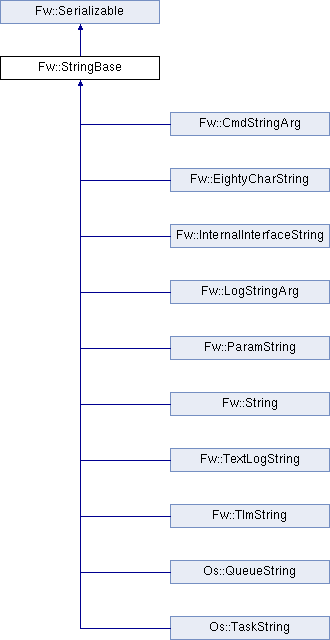 Fw::Serializable
Fw::StringBase
Fw::CmdStringArg
Fw::EightyCharString
Fw::InternalInterfaceString
Fw::LogStringArg
Fw::ParamString
Fw::String
Fw::TextLogString
Fw::TlmString
Os::QueueString
Os::TaskString